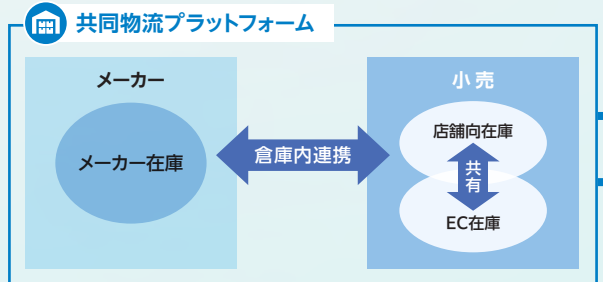 共同物流プラットフォーム
メーカー
メーカー在庫
倉庫内連携
小売
店舗向在庫
共有
EC在庫